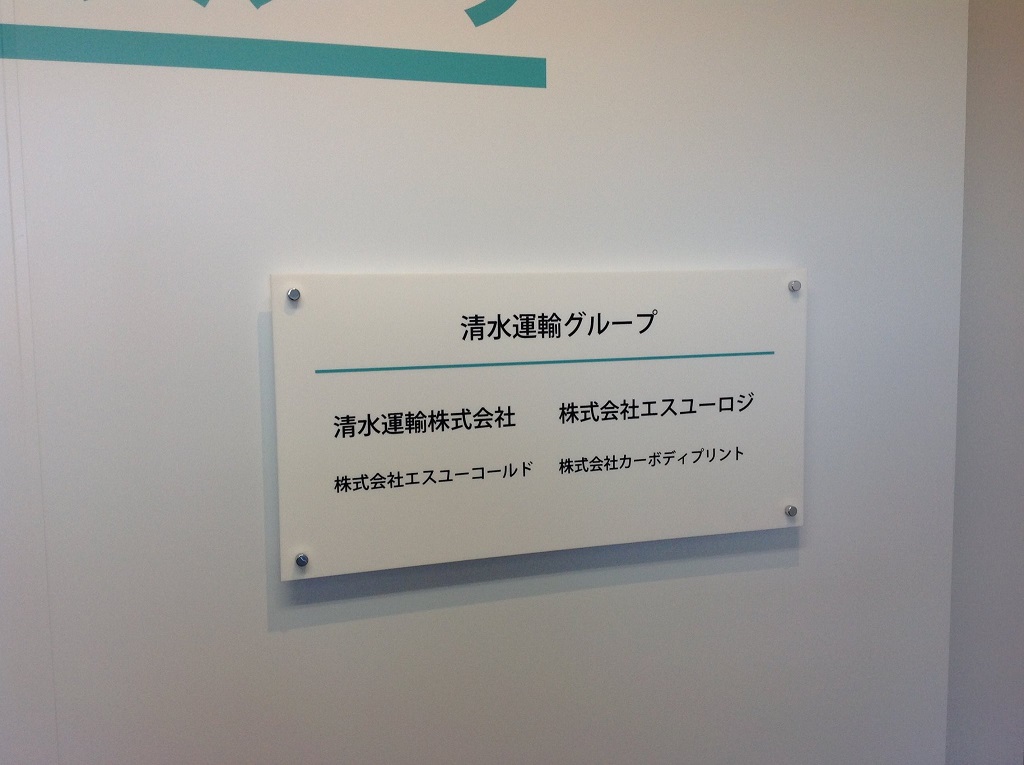 清水運輸グループ
清水運輸株式会社 株式会社エスユーロジ
株式会社エスユーコールド 株式会社カーボディプリント